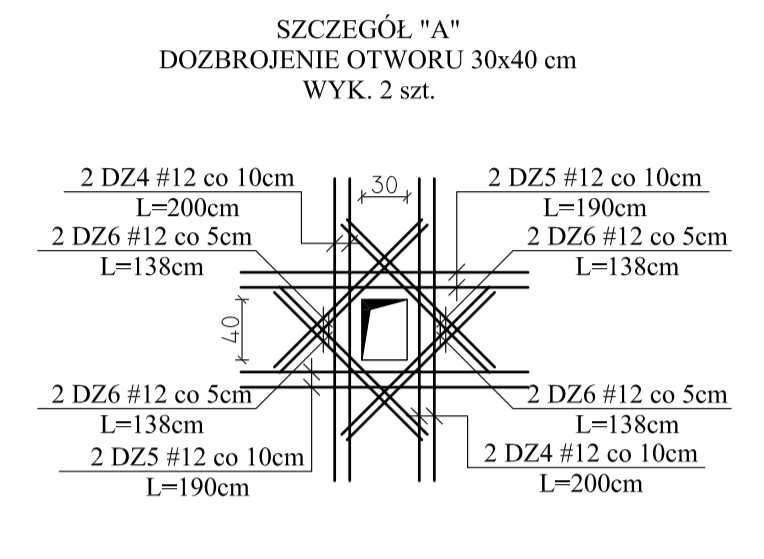 SZCZEGÓŁ "A"
DOZBROJENIE OTWORU 30x40 cm
WYK. 2 szt.
2 DZ4 #12 co 10cm
L=200cm
30
2 DZ5 #12 co 10cm
L=190cm
2 DZ6 #12 co 5cm
L=138cm
2 DZ6 #12 co 5cm
L=138cm
40
2 DZ6 #12 co 5cm
L=138cm
2 DZ6 #12 co 5cm
L=138cm
2 DZ5 #12 co 10cm
L=190cm
2 DZ4 #12 co 10cm
L=200cm